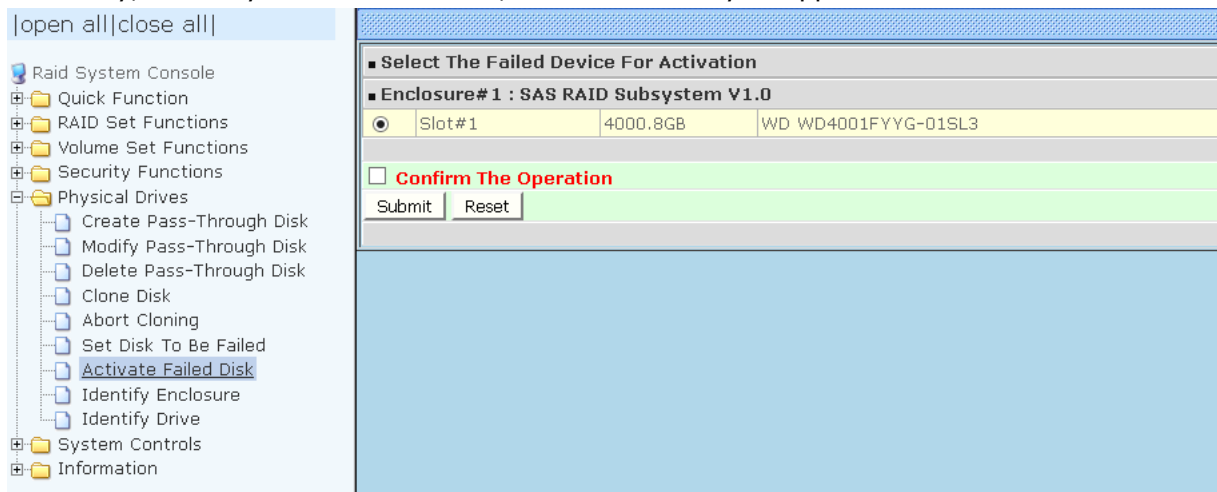 |open all|close all|
Raid System Console
Quick Function
RAID Set Functions
Volume Set Functions
Security Functions
Physical Drives
Create Pass-Through Disk
Modify Pass-Through Disk
Delete Pass-Through Disk
Clone Disk
Abort Cloning
Set Disk To Be Failed
Activate Failed Disk
Identify Enclosure
Identify Drive
System Controls
Information
Select The Failed Device For Activation
Enclosure#1 : SAS RAID Subsystem V1.0
Slot#1 4000.8GB WD WD4001FYYG-01SL3
Confirm The Operation
Submit Reset